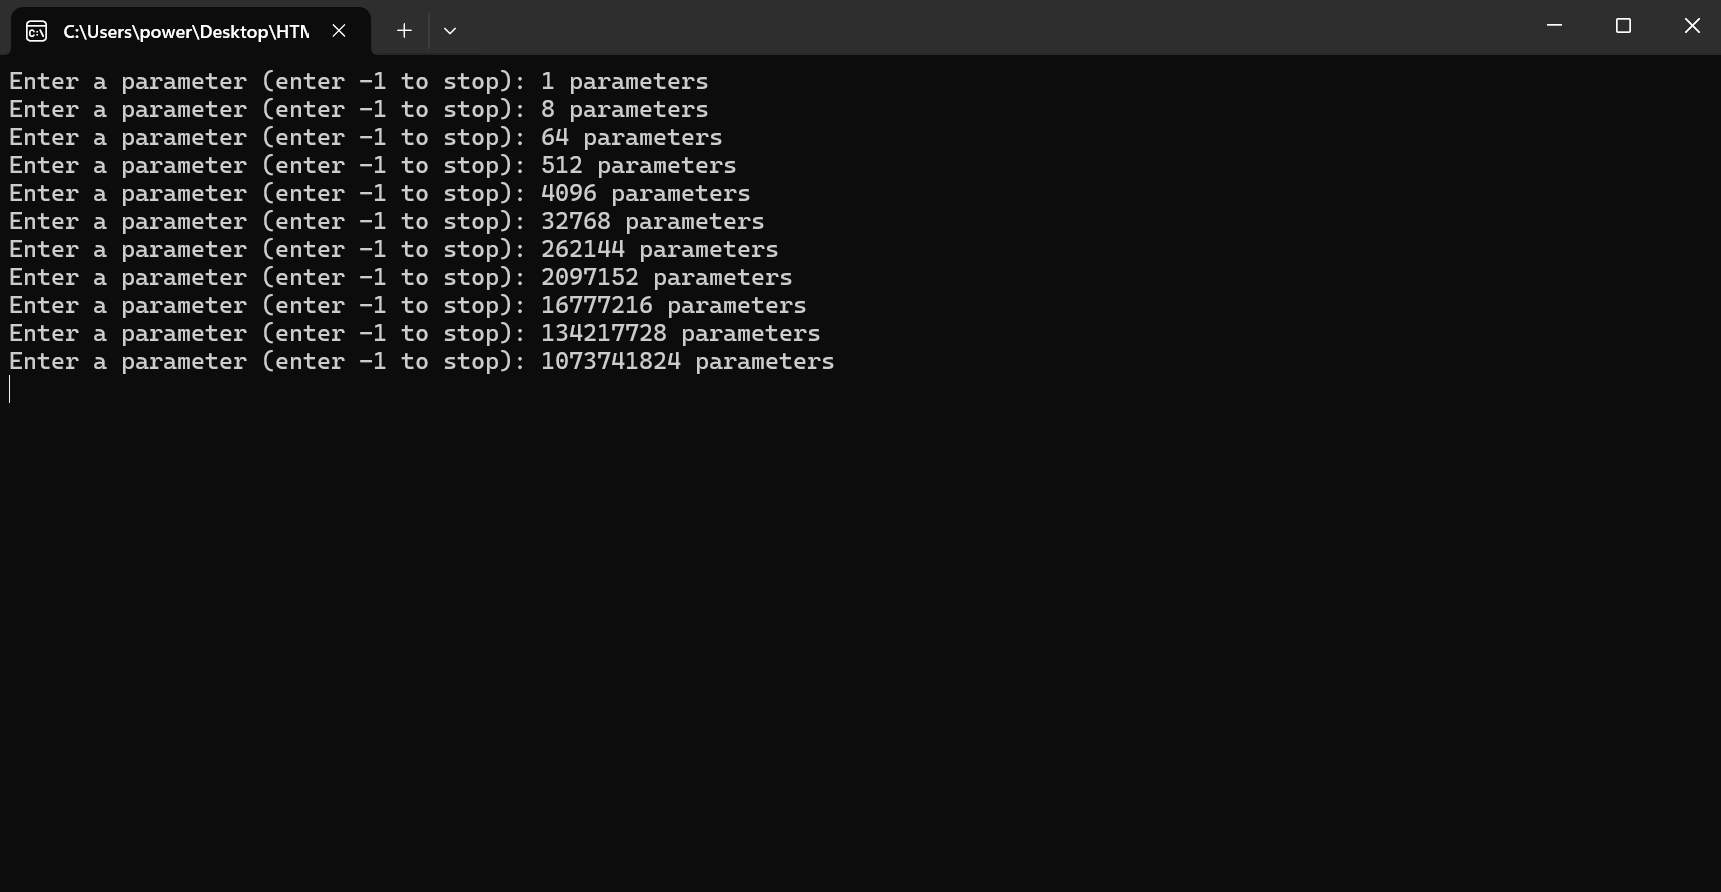 C:\Users\power\Desktop\HTM
Enter a parameter (enter -1 to stop): 1 parameters
Enter a parameter (enter -1 to stop): 8 parameters
Enter a parameter (enter -1 to stop): 64 parameters
Enter a parameter (enter -1 to stop): 512 parameters
Enter a parameter (enter -1 to stop): 4096 parameters
Enter a parameter (enter -1 to stop): 32768 parameters
Enter a parameter (enter -1 to stop): 262144 parameters
Enter a parameter (enter -1 to stop): 2097152 parameters
Enter a parameter (enter -1 to stop): 16777216 parameters
Enter a parameter (enter -1 to stop): 134217728 parameters
Enter a parameter (enter -1 to stop): 1073741824 parameters